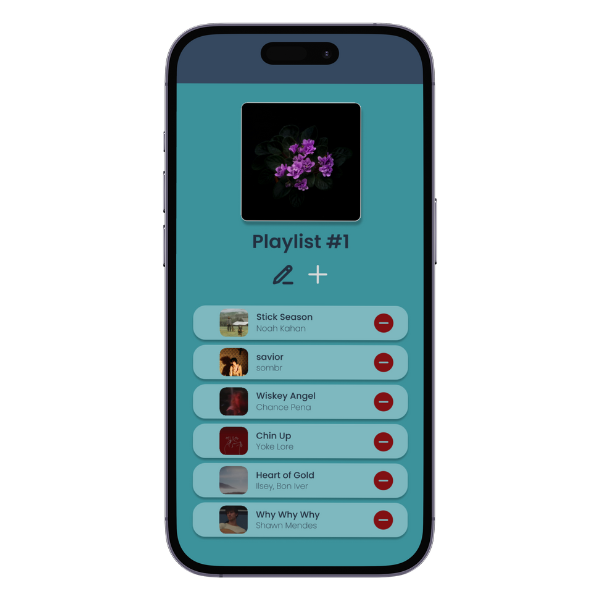 Playlist #1
Stick Season
Noah Kahan
savior
sombr
Wiskey Angel
Chance Pena
Chin Up
Yoke Lore
Heart of Gold
Ilsey, Bon Iver
Why Why Why
Shawn Mendes